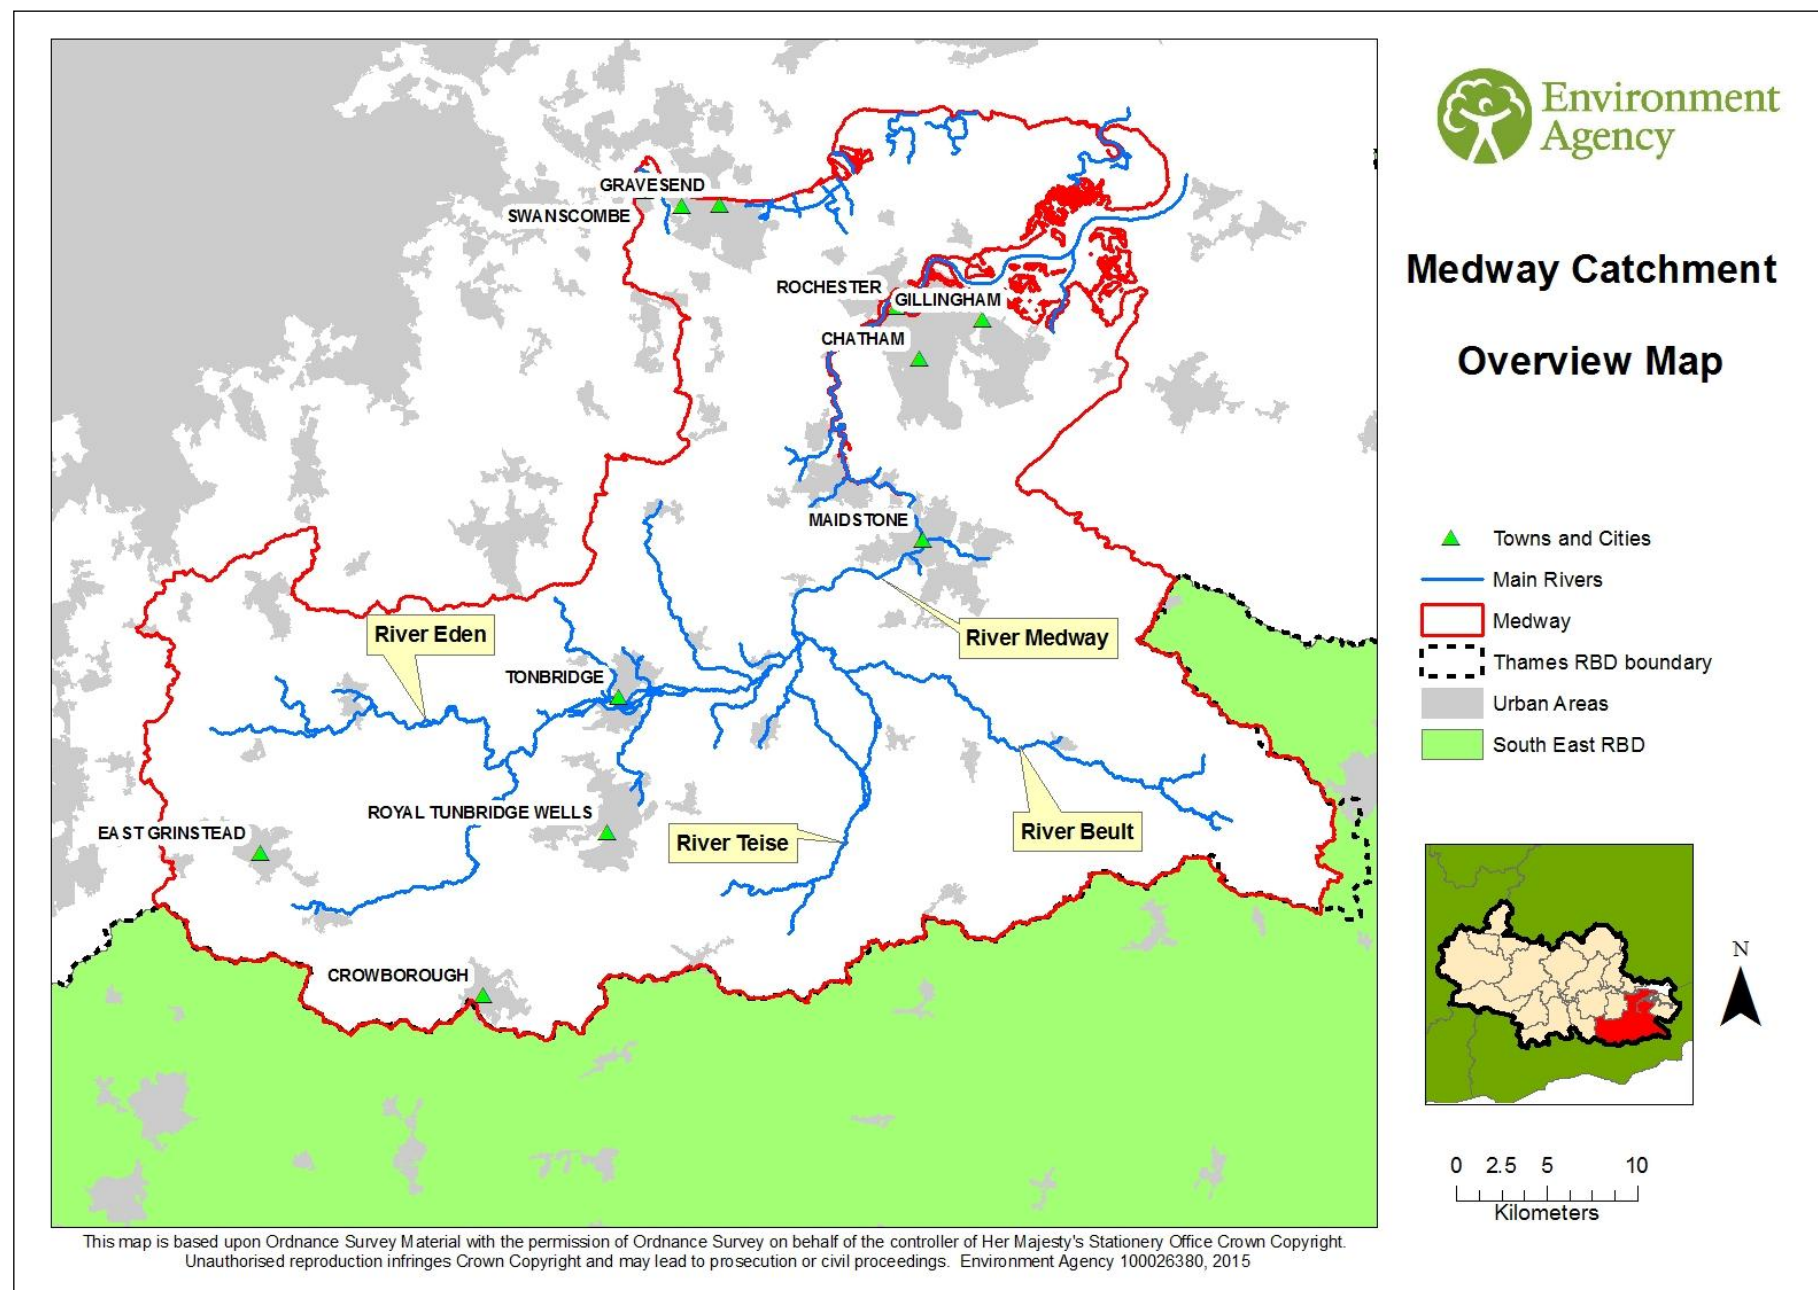 Environment
Agency
Medway Catchment
Overview Map
GRAVESEND
SWANSCOMBE
ROCHESTER
GILLINGHAM
CHATHAM
MAIDSTONE
River Eden
River Medway
TONBRIDGE
ROYAL TUNBRIDGE WELLS
EAST GRINSTEAD
River Teise
River Beult
CROWBOROUGH
Towns and Cities
Main Rivers
Medway
Thames RBD boundary
Urban Areas
South East RBD
N
0 2.5 5 10
Kilometers
This map is based upon Ordnance Survey Material with the permission of Ordnance Survey on behalf of the controller of Her Majesty's Stationery Office Crown Copyright.
Unauthorised reproduction infringes Crown Copyright and may lead to prosecution or civil proceedings. Environment Agency 100026380, 2015